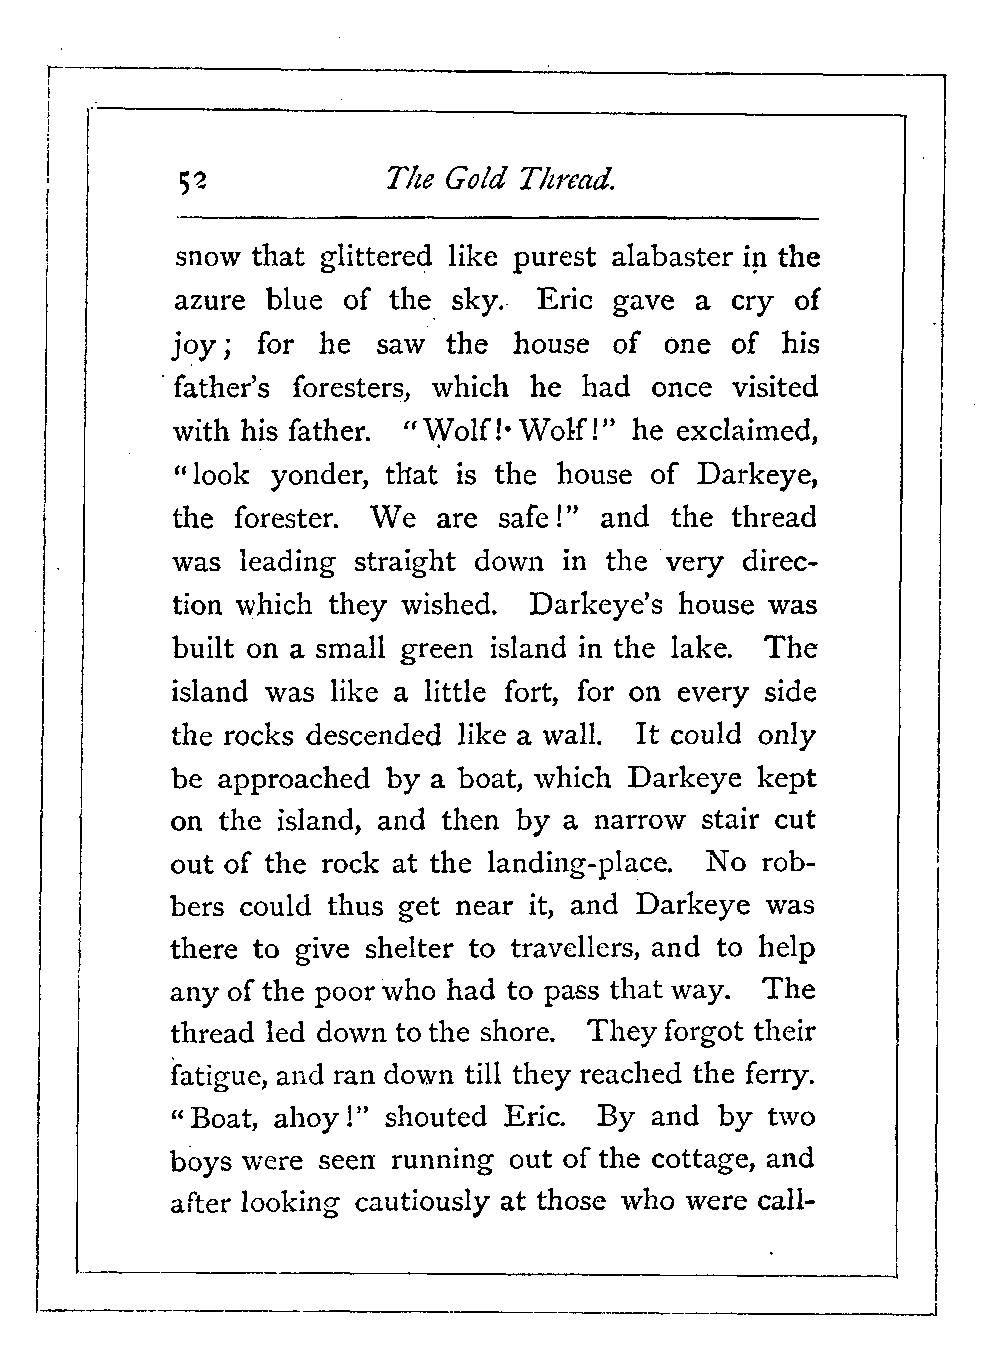 52 The Gold Thread.
snow that glittered like purest alabaster in the
azure blue of the sky. Eric gave a cry of
joy; for he saw the house of one of his
father's foresters, which he had once visited
with his father. "Wolf! Wolf!" he exclaimed,
"look yonder, that is the house of Darkeye,
the forester. We are safe!" and the thread
was leading straight down in the very direc-
tion which they wished. Darkeye's house was
built on a small green island in the lake. The
island was like a little fort, for on every side
the rocks descended like a wall. It could only
be approached by a boat, which Darkeye kept
on the island, and then by a narrow stair cut
out of the rock at the landing-place. No rob-
bers could thus get near it, and Darkeye was
there to give shelter to travellers, and to help
any of the poor who had to pass that way. The
thread led down to the shore. They forgot their
fatigue, and ran down till they reached the ferry.
"Boat, ahoy!" shouted Eric. By and by two
boys were seen running out of the cottage, and
after looking cautiously at those who were call-